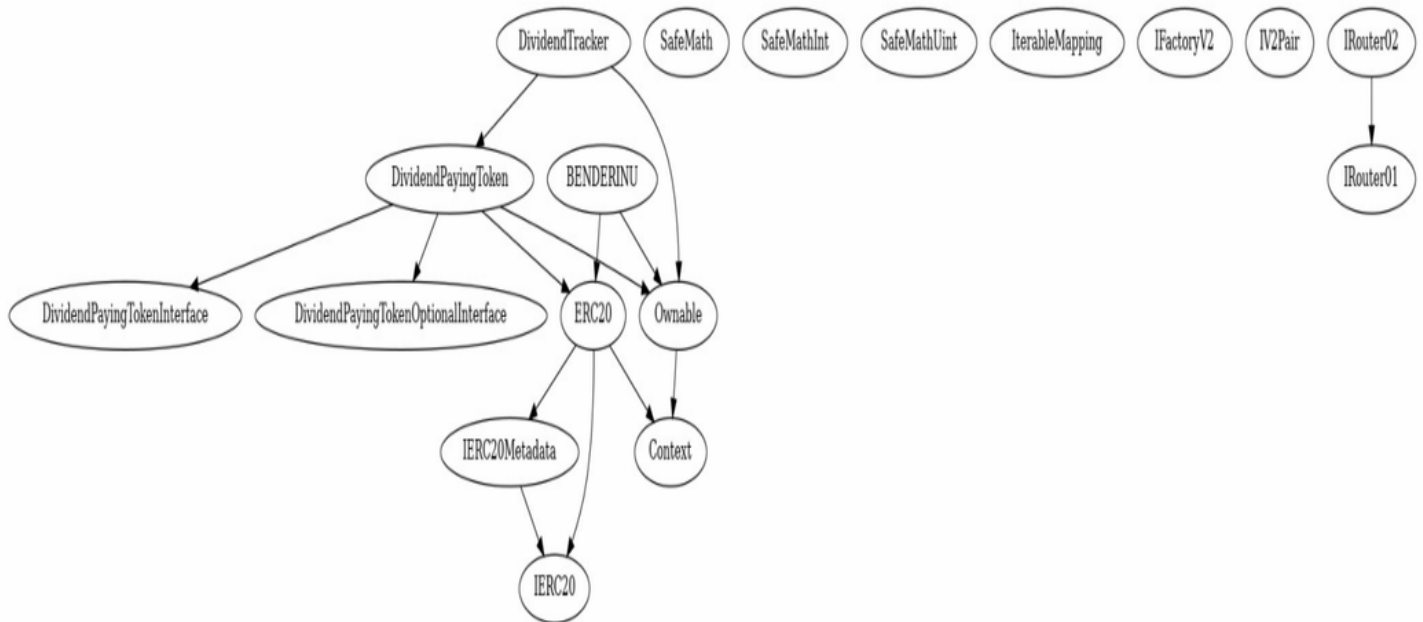 DividendTracker SafeMath SafeMathInt SafeMathUint IterableMapping IFactoryV2 IV2Pair IRouter02
DividendPayingToken BENDERINU IRouter01
DividendPayingTokenInterface DividendPayingTokenOptionalInterface ERC20 Ownable
IERC20Metadata Context
IERC20